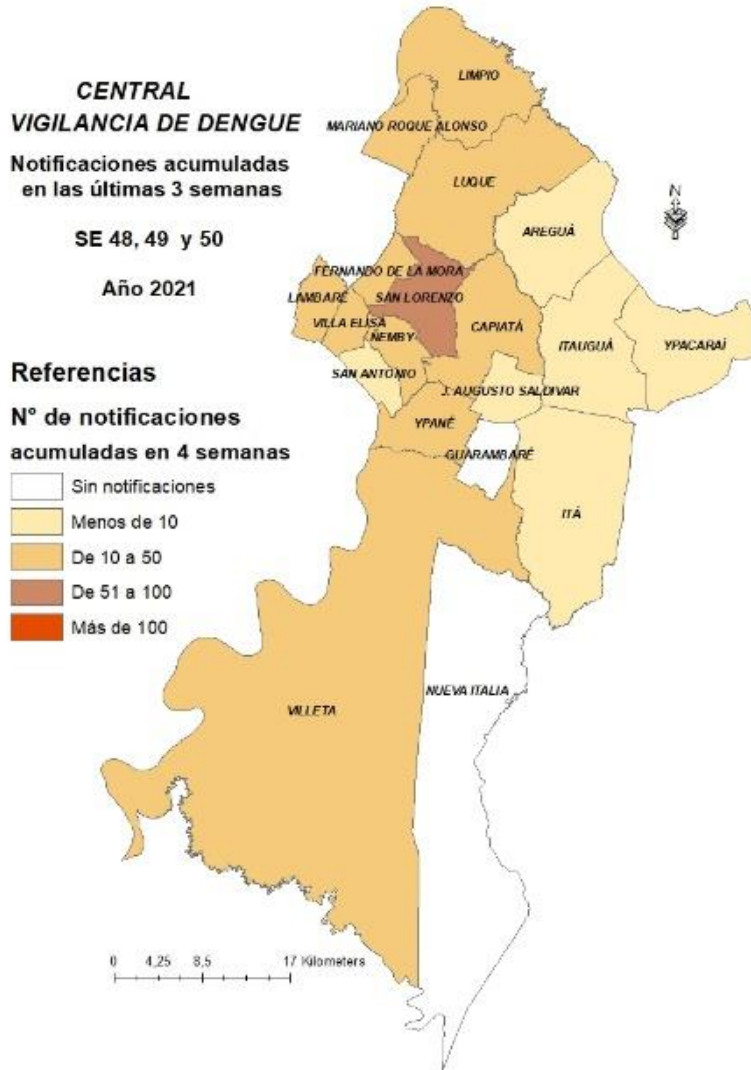 CENTRAL
VIGILANCIA DE DENGUE
Notificaciones acumuladas
en las últimas 3 semanas
SE 48, 49 y 50
Año 2021
Referencias
N° de notificaciones
acumuladas en 4 semanas
Sin notificaciones
Menos de 10
De 10 a 50
De 51 a 100
Más de 100
LIMPIO
MARIANO ROQUE ALONSO
LUQUE
N
AREGUÁ
FERNANDO DE LA MORA
LAMBARÉ
SAN LORENZO
VILLA ELISA
CAPIATÁ
ÑEMBY
ITAUGUÁ
YPACARAÍ
SAN ANTONIO
J. AUGUSTO SALDIVAR
YPANÉ
GUARAMBARÉ
ITÁ
NUEVA ITALIA
VILLETA
0 4,25 8,5 17 Kilometers